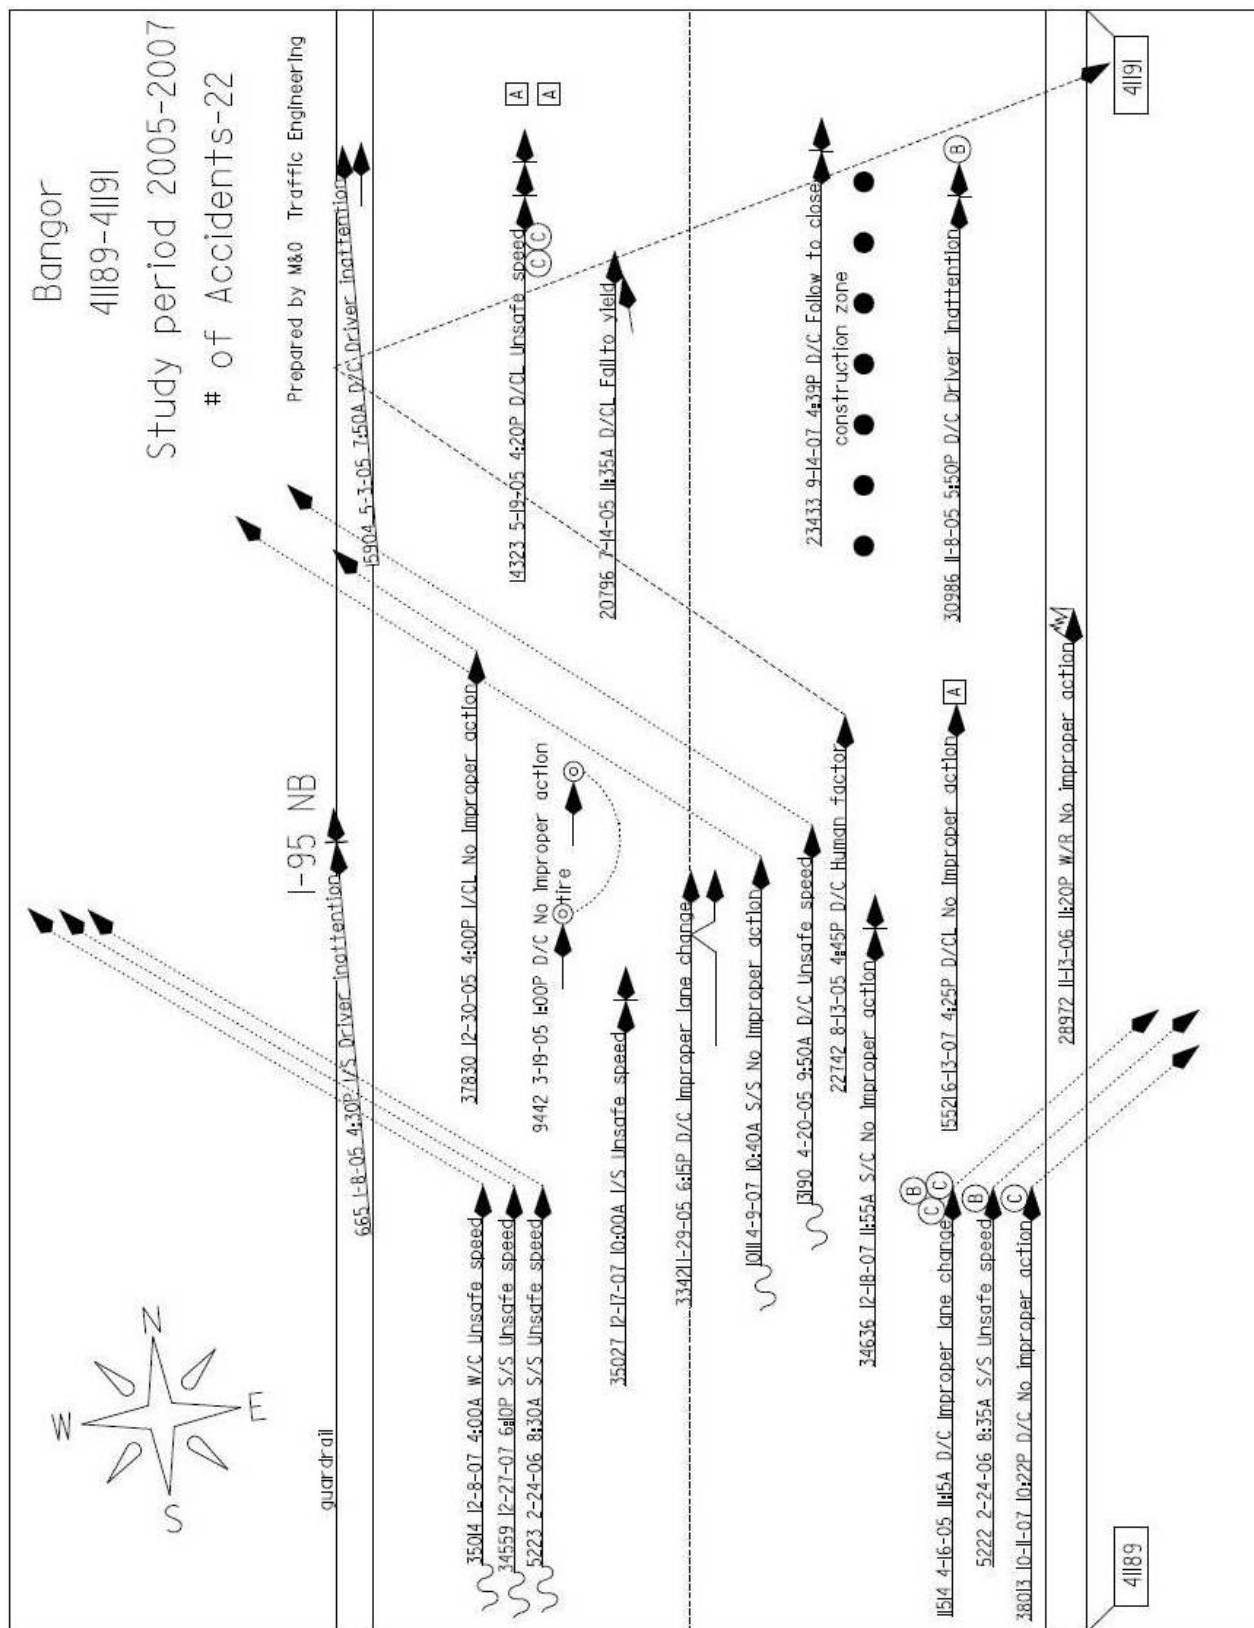 Bangor
41189-41191
Study period 2005-2007
# of Accidents-22
Prepared by M&O Traffic Engineering
I-95 NB
guardrail
N
W
E
S
665 1-8-05 4:30P I/S Driver inattention
15904 5-3-05 7:50A D/C Driver inattention
35014 12-8-07 4:00A W/C Unsafe speed
34559 12-27-07 6:10P S/S Unsafe speed
5223 2-24-06 8:30A S/S Unsafe speed
37830 12-30-05 4:00P I/CL No improper action
9442 3-19-05 1:00P D/C No improper action
tire
35027 12-17-07 10:00A I/S Unsafe speed
14323 5-19-05 4:20P D/CL Unsafe speed
C C
A
A
20796 7-14-05 11:35A D/CL Fail to yield
33421 11-29-05 6:15P D/C Improper lane change
10111 4-9-07 10:40A S/S No improper action
13190 4-20-05 9:50A D/C Unsafe speed
22742 8-13-05 4:45P D/C Human factor
34636 12-18-07 11:55A S/C No improper action
23433 9-14-07 4:39P D/C Follow to close
construction zone
11514 4-16-05 11:15A D/C Improper lane change
B
C C
5222 2-24-06 8:35A S/S Unsafe speed
B
38013 10-11-07 10:22P D/C No improper action
C
15521 6-13-07 4:25P D/CL No improper action
A
30986 11-8-05 5:50P D/C Driver inattention
B
28972 11-13-06 11:20P W/R No improper action
41189
41191